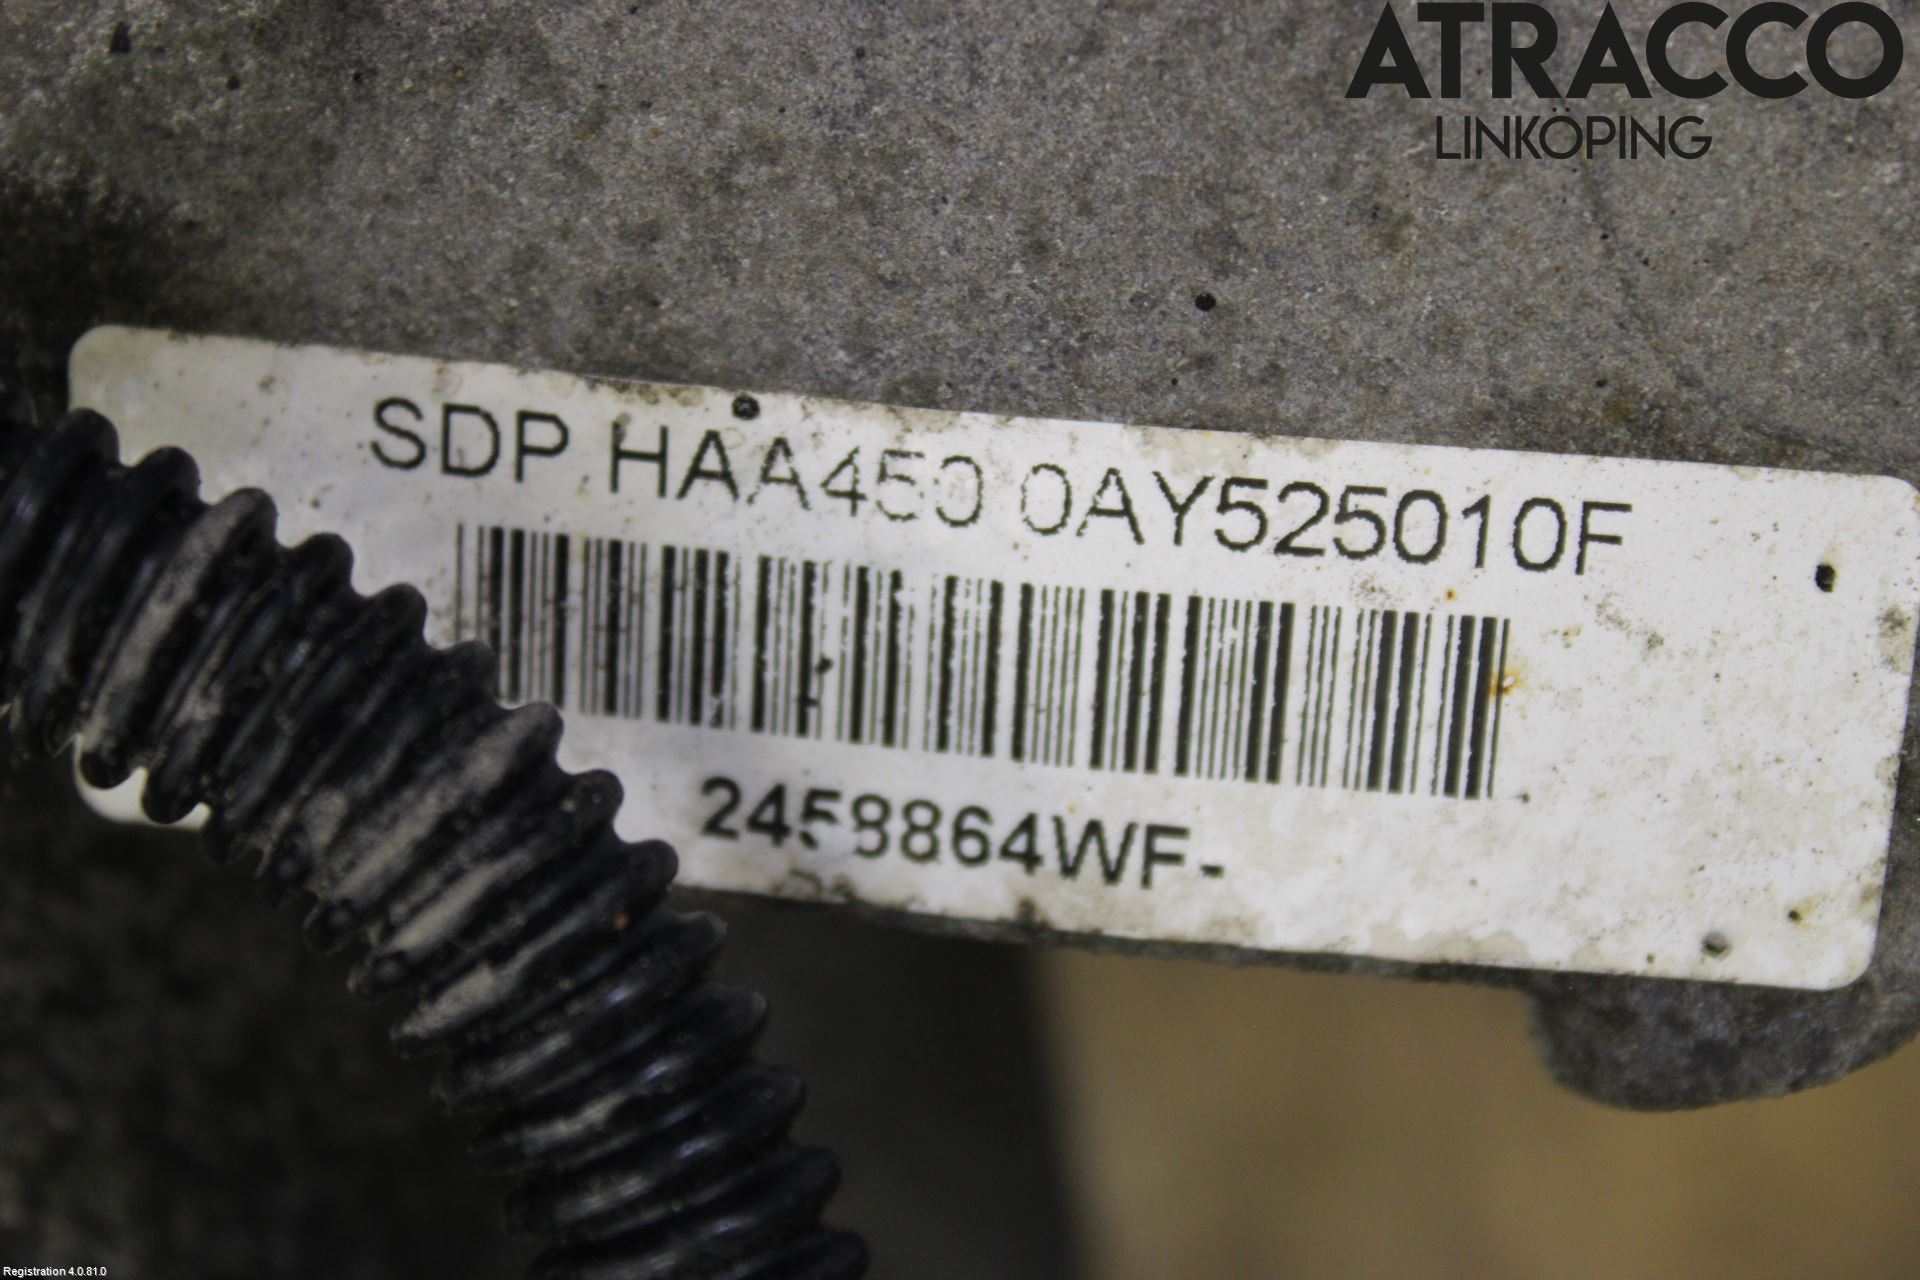 ATRACCO
LINKÖPING
SDP HAA450 0AY525010F
2458864WF-
Registration 4.0.81.0